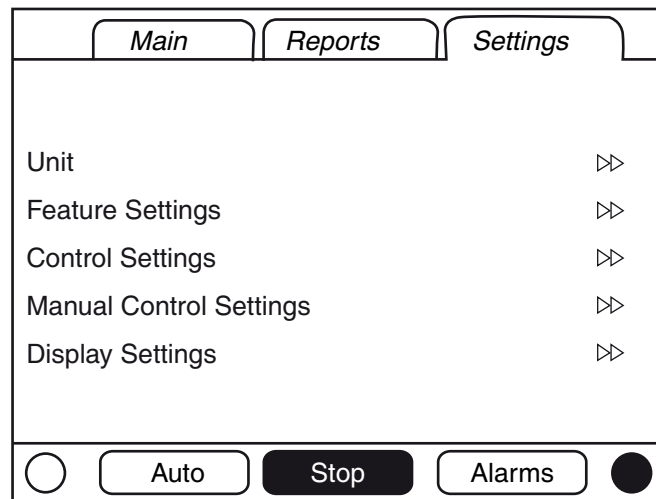 Main Reports Settings
Unit
Feature Settings
Control Settings
Manual Control Settings
Display Settings
Auto Stop Alarms